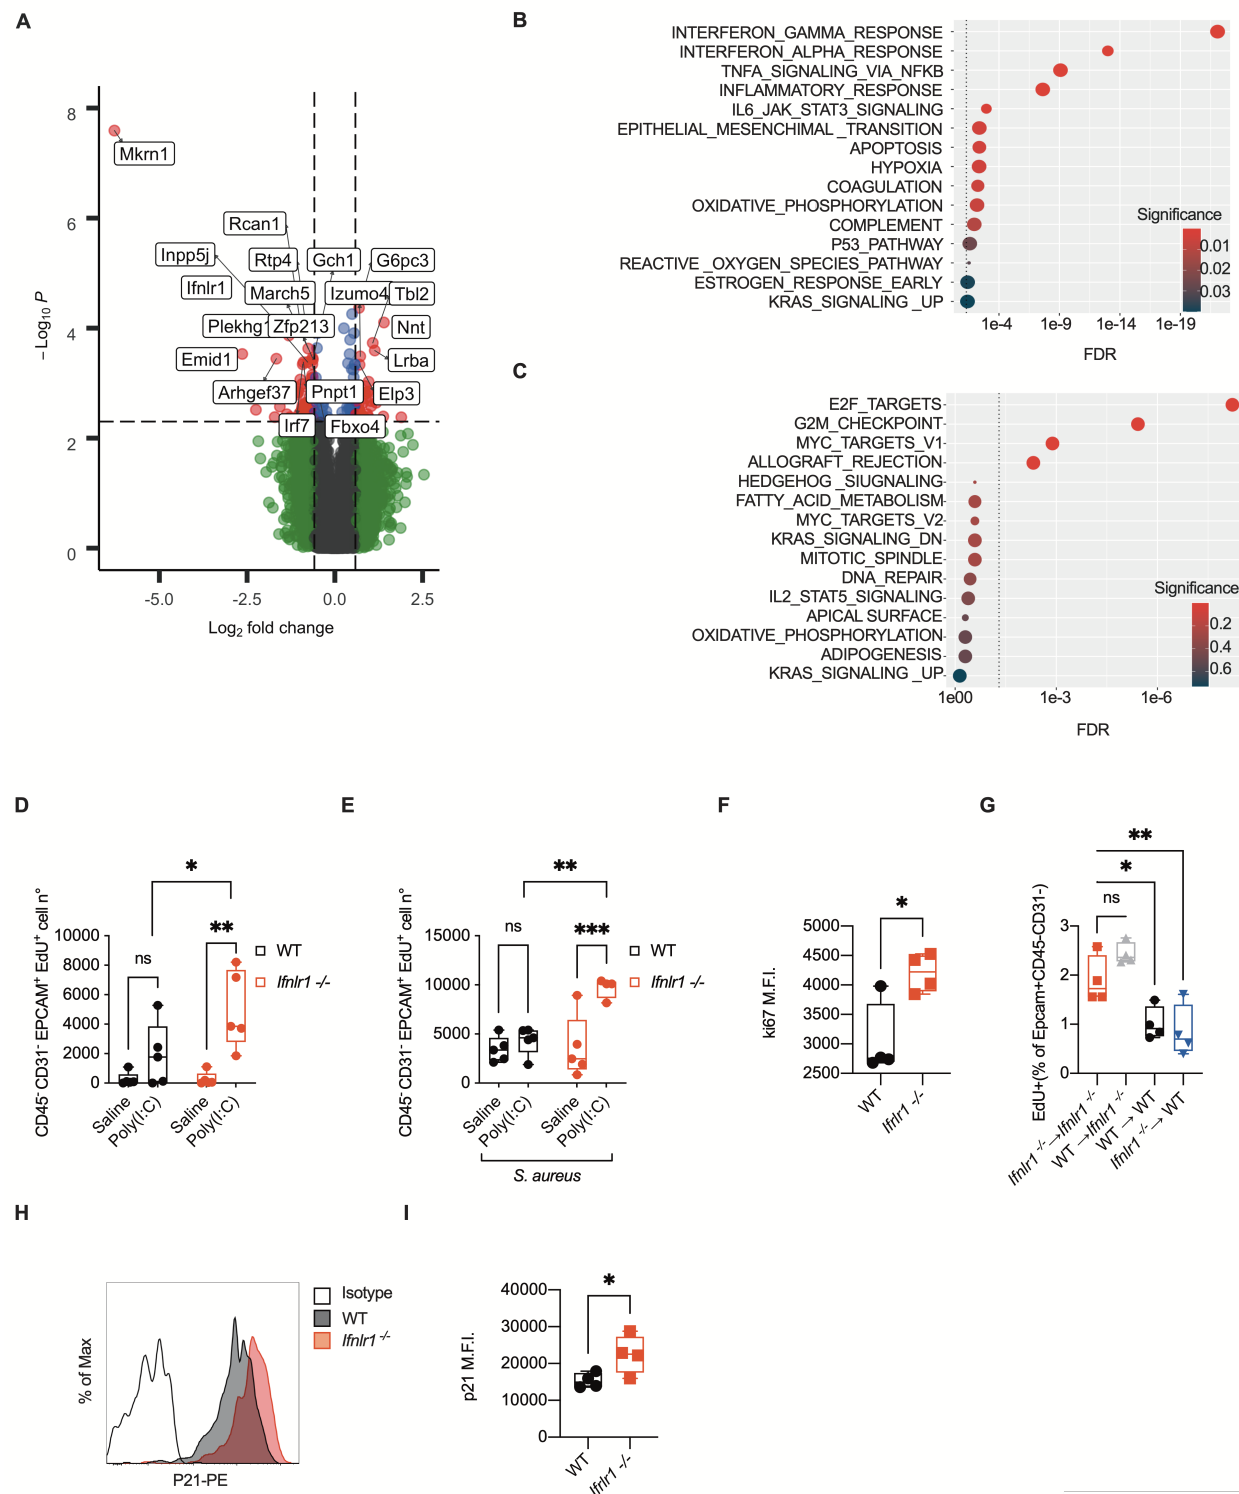 A
8
6
4
2
0
– Log10 P
Mkrn1
Rcan1
Inpp5j
Rtp4
Gch1
G6pc3
Ifnlr1
March5
Izumo4
Tbl2
Plekhg1
Zfp213
Nnt
Emid1
Lrba
Arhgef37
Pnpt1
Elp3
Irf7
Fbxo4
-5.0
-2.5
0.0
2.5
Log2 fold change
B
INTERFERON_GAMMA_RESPONSE
INTERFERON_ALPHA_RESPONSE
TNFA_SIGNALING_VIA_NFKB
INFLAMMATORY_RESPONSE
IL6_JAK_STAT3_SIGNALING
EPITHELIAL_MESENCHIMAL_TRANSITION
APOPTOSIS
HYPOXIA
COAGULATION
OXIDATIVE_PHOSPHORYLATION
COMPLEMENT
P53_PATHWAY
REACTIVE_OXYGEN_SPECIES_PATHWAY
ESTROGEN_RESPONSE_EARLY
KRAS_SIGNALING_UP
Significance
0.01
0.02
0.03
1e-4
1e-9
1e-14
1e-19
FDR
C
E2F_TARGETS
G2M_CHECKPOINT
MYC_TARGETS_V1
ALLOGRAFT_REJECTION
HEDGEHOG_SIUGNALING
FATTY_ACID_METABOLISM
MYC_TARGETS_V2
KRAS_SIGNALING_DN
MITOTIC_SPINDLE
DNA_REPAIR
IL2_STAT5_SIGNALING
APICAL SURFACE
OXIDATIVE_PHOSPHORYLATION
ADIPOGENESIS
KRAS_SIGNALING_UP
Significance
0.2
0.4
0.6
1e00
1e-3
1e-6
FDR
D
CD45- CD31- EPCAM+ EdU+ cell n°
10000
8000
6000
4000
2000
0
ns
**
*
WT
Ifnlr1 -/-
Saline
Poly(I:C)
Saline
Poly(I:C)
E
CD45- CD31- EPCAM+ EdU+ cell n°
15000
10000
5000
0
ns
***
**
WT
Ifnlr1 -/-
Saline
Poly(I:C)
Saline
Poly(I:C)
S. aureus
F
ki67 M.F.I.
5000
4500
4000
3500
3000
2500
*
WT
Ifnlr1 -/-
G
EdU+(% of Epcam+CD45-CD31-)
3
2
1
0
**
*
ns
Ifnlr1 -/-→Ifnlr1 -/-
WT→Ifnlr1 -/-
WT→WT
Ifnlr1 -/-→WT
H
% of Max
P21-PE
Isotype
WT
Ifnlr1 -/-
I
p21 M.F.I.
40000
30000
20000
10000
0
*
WT
Ifrlr1 -/-